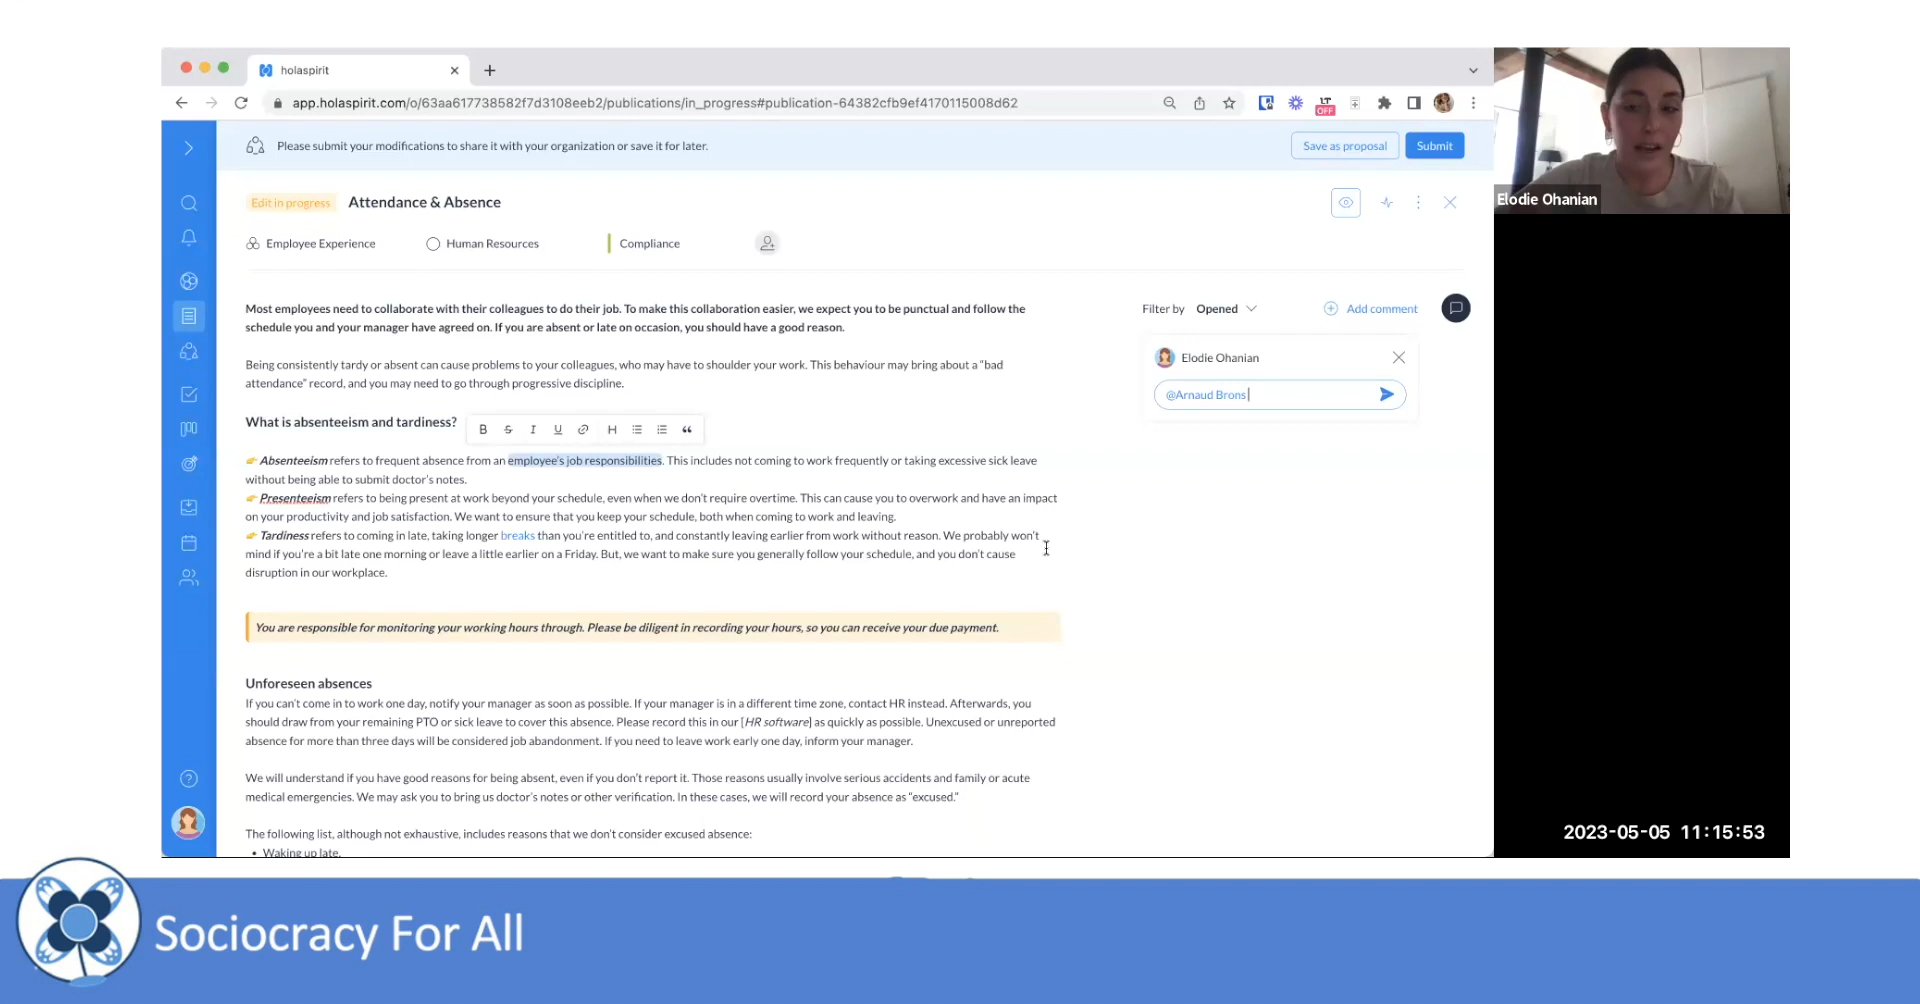 holaspirit
app.holaspirit.com/o/63aa617738582f7d3108eeb2/publications/in_progress#publication-64382cfb9ef4170115008d62
LT
OFF
Please submit your modifications to share it with your organization or save it for later.
Save as proposal
Submit
Edit in progress
Attendance & Absence
Elodie Ohanian
Employee Experience
Human Resources
Compliance
Most employees need to collaborate with their colleagues to do their job. To make this collaboration easier, we expect you to be punctual and follow the
schedule you and your manager have agreed on. If you are absent or late on occasion, you should have a good reason.
Filter by Opened
Add comment
Being consistently tardy or absent can cause problems to your colleagues, who may have to shoulder your work. This behaviour may bring about a “bad
attendance” record, and you may need to go through progressive discipline.
Elodie Ohanian
@Arnaud Brons
What is absenteeism and tardiness?
B S I U H
👉 Absenteeism refers to frequent absence from an employee’s job responsibilities. This includes not coming to work frequently or taking excessive sick leave
without being able to submit doctor’s notes.
👉 Presenteeism refers to being present at work beyond your schedule, even when we don’t require overtime. This can cause you to overwork and have an impact
on your productivity and job satisfaction. We want to ensure that you keep your schedule, both when coming to work and leaving.
👉 Tardiness refers to coming in late, taking longer breaks than you’re entitled to, and constantly leaving earlier from work without reason. We probably won’t
mind if you’re a bit late one morning or leave a little earlier on a Friday. But, we want to make sure you generally follow your schedule, and you don’t cause
disruption in our workplace.
You are responsible for monitoring your working hours through. Please be diligent in recording your hours, so you can receive your due payment.
Unforeseen absences
If you can’t come in to work one day, notify your manager as soon as possible. If your manager is in a different time zone, contact HR instead. Afterwards, you
should draw from your remaining PTO or sick leave to cover this absence. Please record this in our [HR software] as quickly as possible. Unexcused or unreported
absence for more than three days will be considered job abandonment. If you need to leave work early one day, inform your manager.
We will understand if you have good reasons for being absent, even if you don’t report it. Those reasons usually involve serious accidents and family or acute
medical emergencies. We may ask you to bring us doctor’s notes or other verification. In these cases, we will record your absence as “excused.”
The following list, although not exhaustive, includes reasons that we don’t consider excused absence:
• Waking up late.
2023-05-05 11:15:53
Sociocracy For All